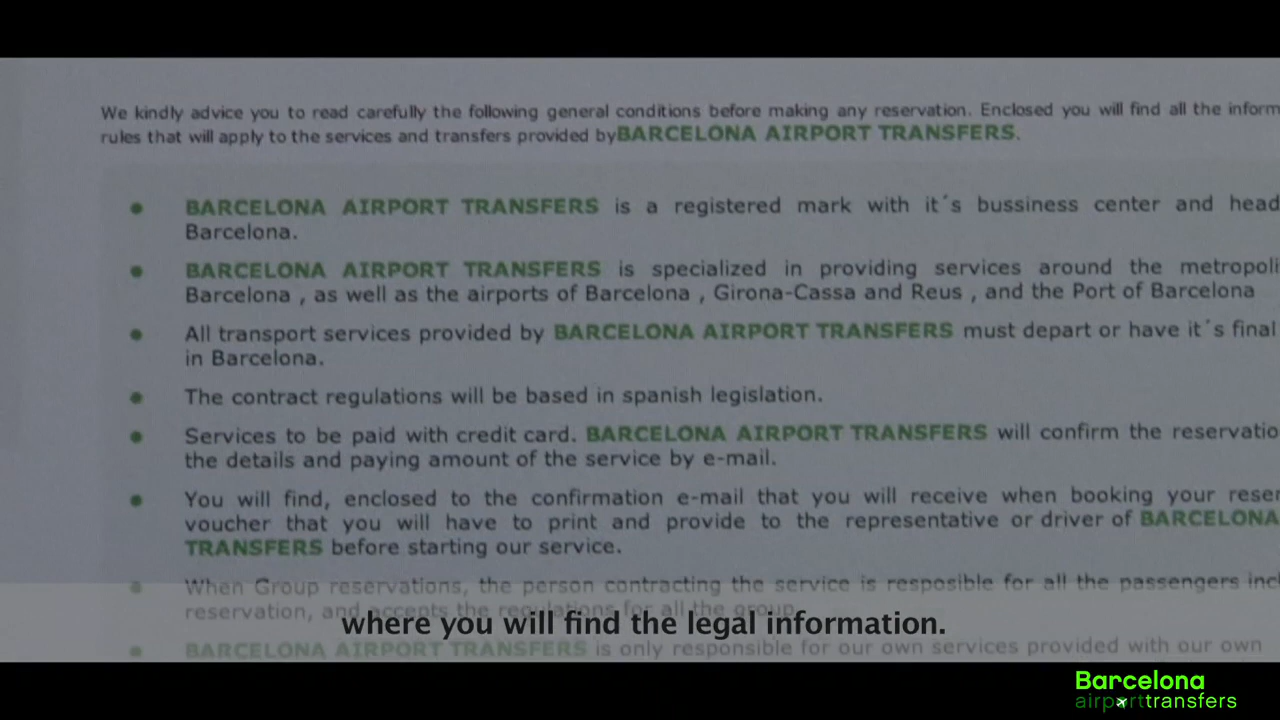 We kindly advice you to read carefully the following general conditions before making any reservation. Enclosed you will find all the inform
rules that will apply to the services and transfers provided byBARCELONA AIRPORT TRANSFERS.
BARCELONA AIRPORT TRANSFERS is a registered mark with it´s bussiness center and head
Barcelona.
BARCELONA AIRPORT TRANSFERS is specialized in providing services around the metropoli
Barcelona , as well as the airports of Barcelona , Girona-Cassa and Reus , and the Port of Barcelona
All transport services provided by BARCELONA AIRPORT TRANSFERS must depart or have it´s final
in Barcelona.
The contract regulations will be based in spanish legislation.
Services to be paid with credit card. BARCELONA AIRPORT TRANSFERS will confirm the reservatio
the details and paying amount of the service by e-mail.
You will find, enclosed to the confirmation e-mail that you will receive when booking your reser
voucher that you will have to print and provide to the representative or driver of BARCELONA
TRANSFERS before starting our service.
When Group reservations, the person contracting the service is resposible for all the passengers incl
reservation, and accepts the regulations for all the group.
where you will find the legal information.
BARCELONA AIRPORT TRANSFERS is only responsible for our own services provided with our own
Barcelona
airporttransfers